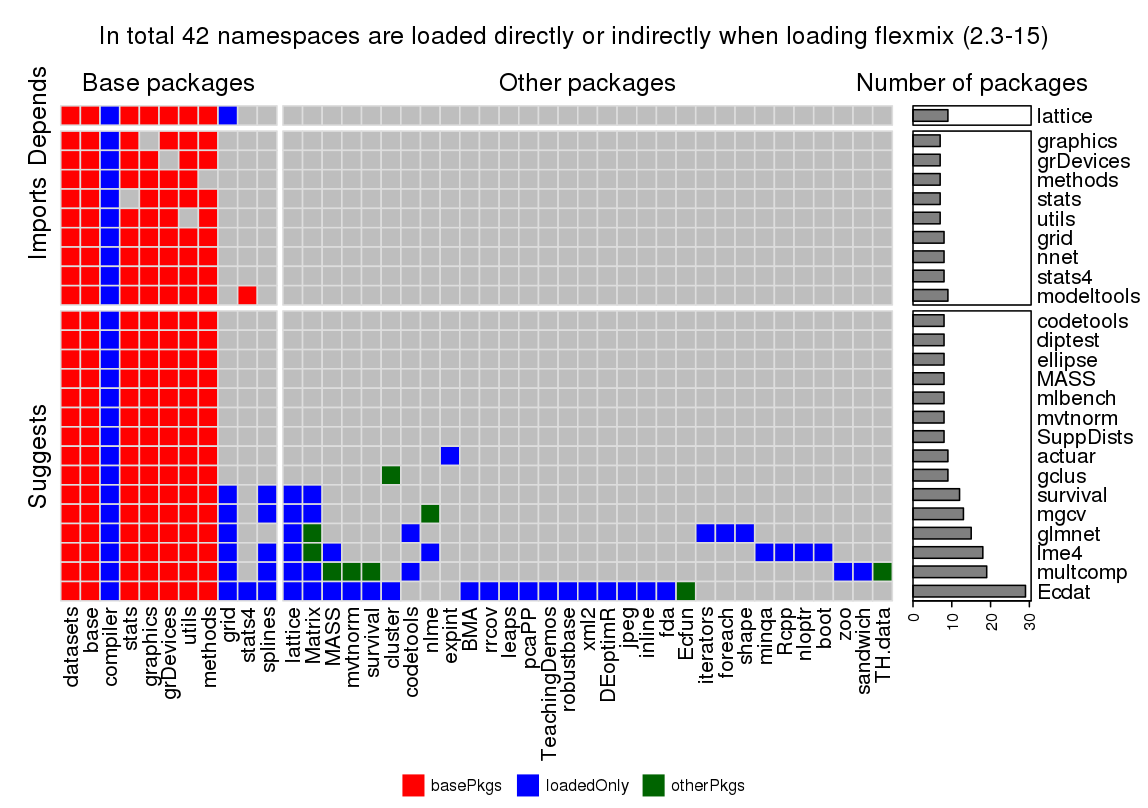 In total 42 namespaces are loaded directly or indirectly when loading flexmix (2.3-15)
Base packages
Other packages
Number of packages
Depends
Imports
Suggests
lattice
graphics
grDevices
methods
stats
utils
grid
nnet
stats4
modeltools
codetools
diptest
ellipse
MASS
mlbench
mvtnorm
SuppDists
actuar
gclus
survival
mgcv
glmnet
lme4
multcomp
Ecdat
datasets
base
compiler
stats
graphics
grDevices
utils
methods
grid
stats4
splines
lattice
Matrix
MASS
mvtnorm
survival
cluster
codetools
nlme
expint
BMA
rrcov
leaps
pcaPP
TeachingDemos
robustbase
xml2
DEoptimR
jpeg
inline
fda
Ecfun
iterators
foreach
shape
minqa
Rcpp
nloptr
boot
zoo
sandwich
TH.data
0
10
20
30
basePkgs
loadedOnly
otherPkgs